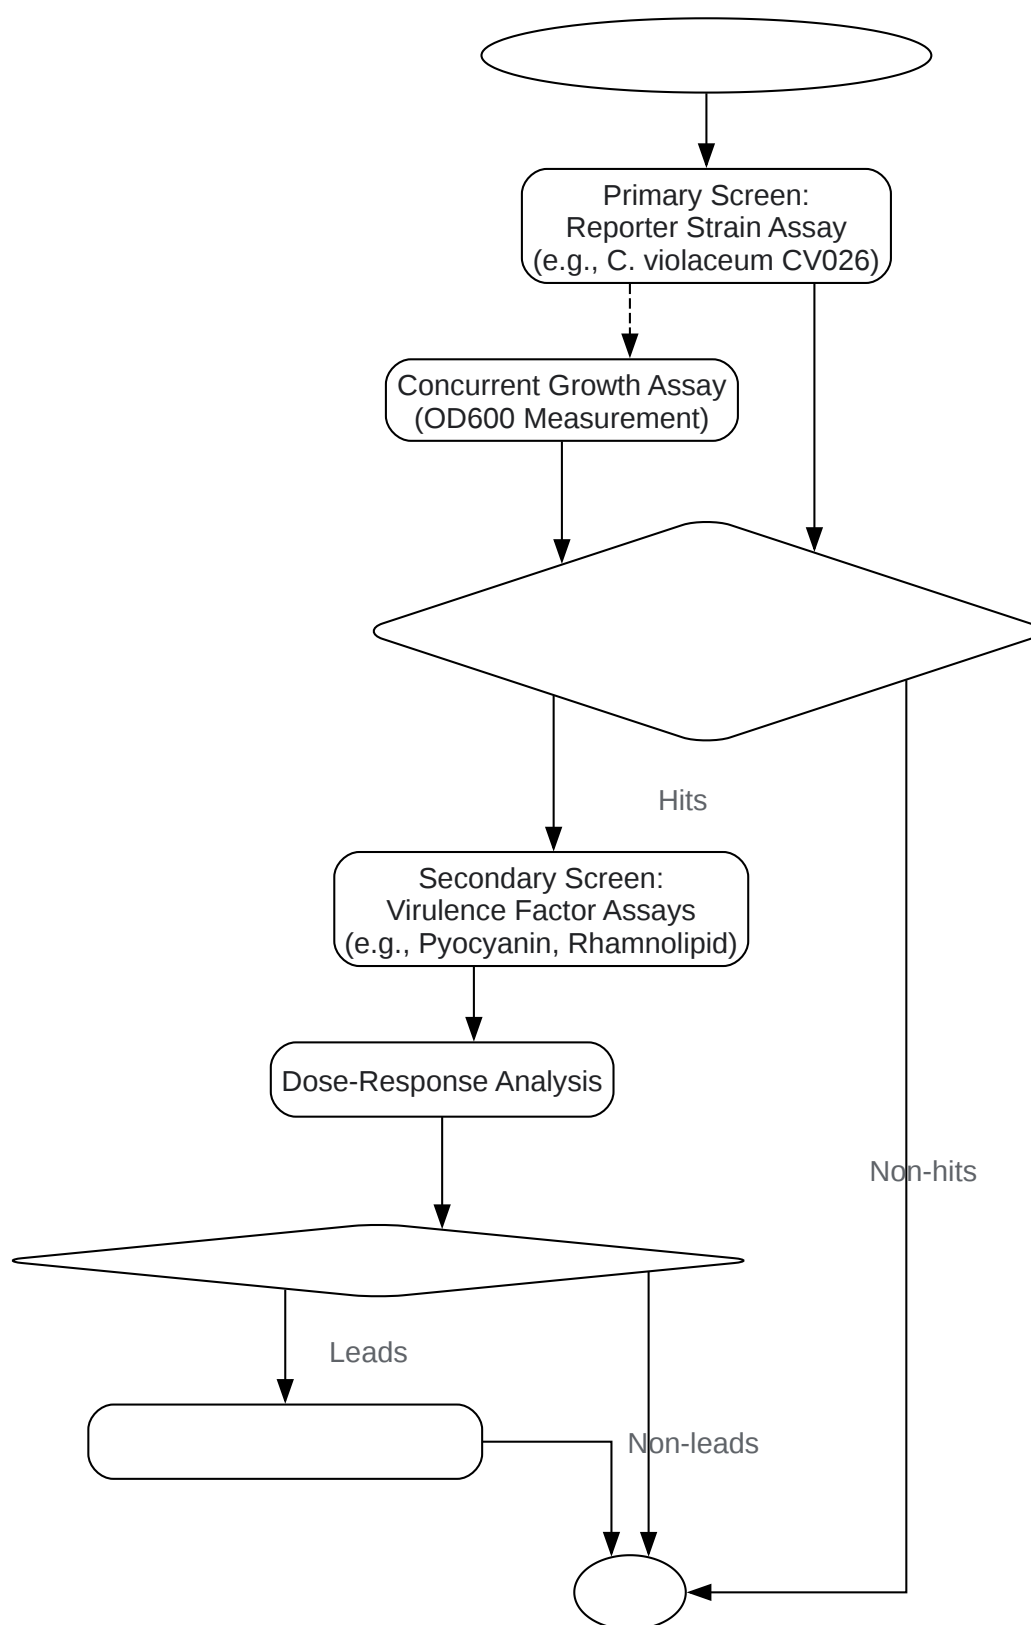 Primary Screen:
Reporter Strain Assay
(e.g., C. violaceum CV026)
Concurrent Growth Assay
(OD600 Measurement)
Hits
Secondary Screen:
Virulence Factor Assays
(e.g., Pyocyanin, Rhamnolipid)
Dose-Response Analysis
Non-hits
Leads
Non-leads